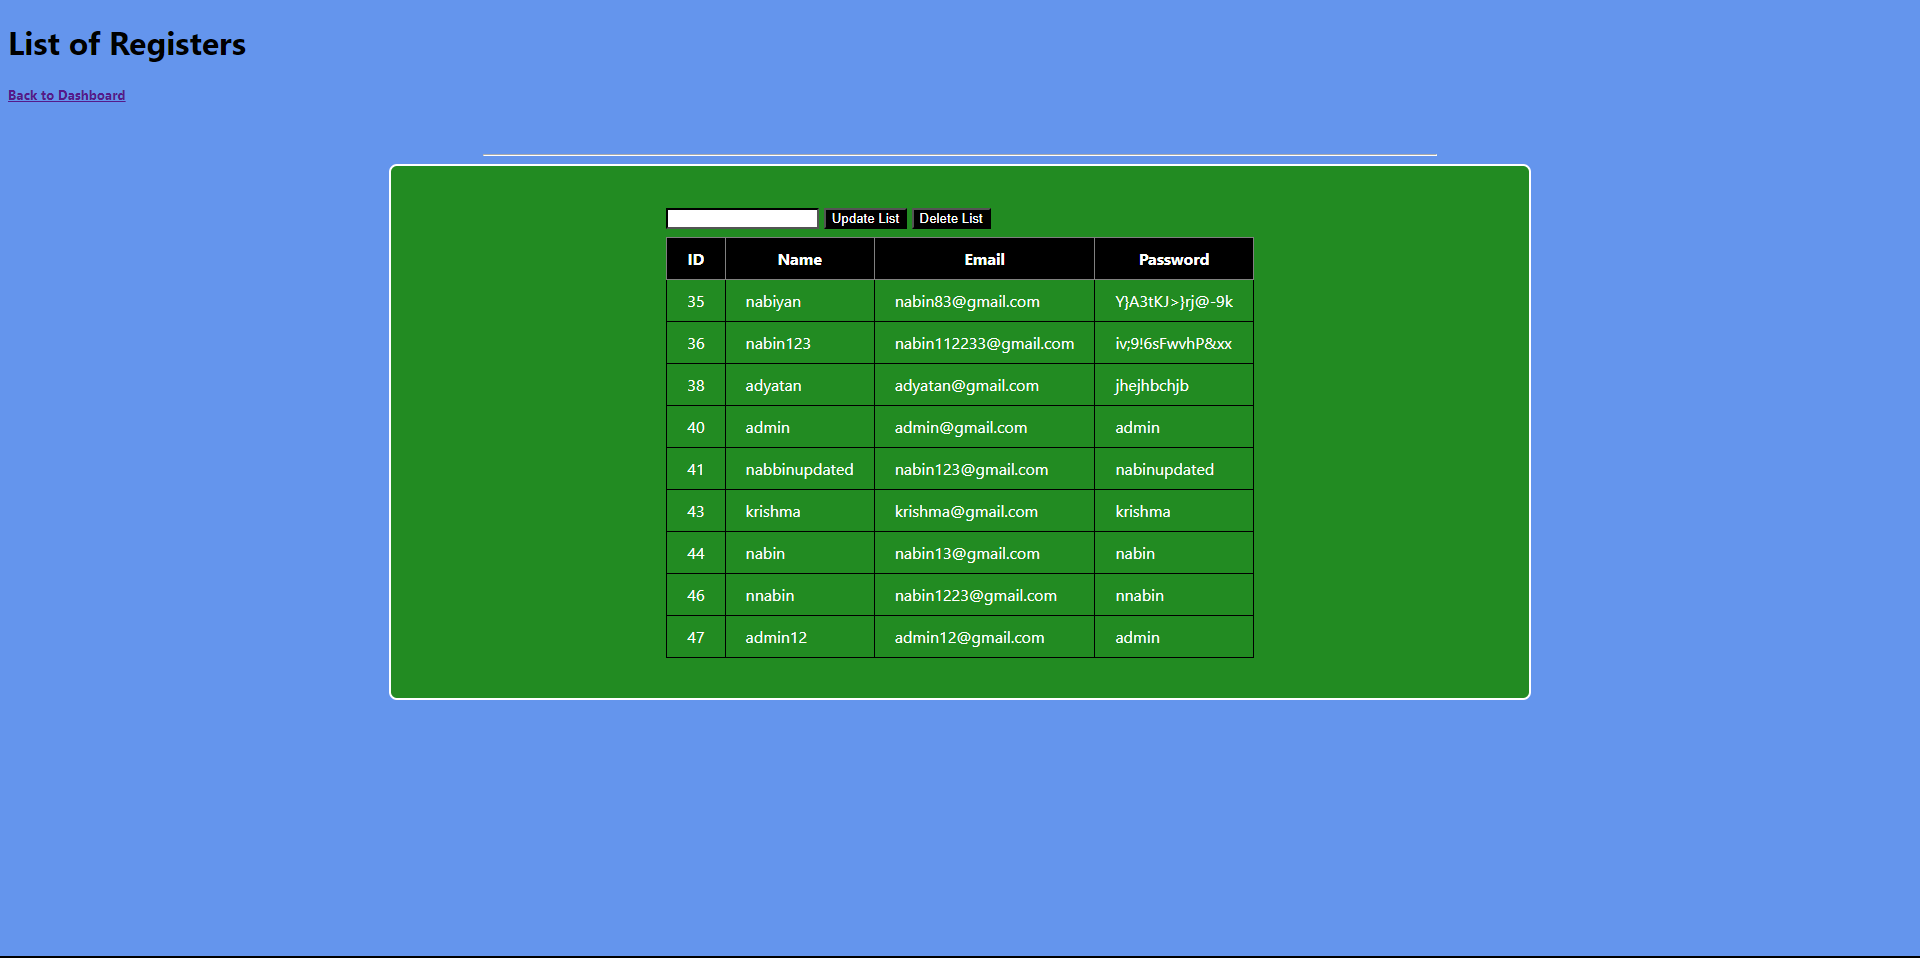 List of Registers
Back to Dashboard
Update List Delete List
ID Name Email Password
35 nabiyan nabin83@gmail.com Y}A3tKJ>}rj@-9k
36 nabin123 nabin112233@gmail.com iv;9!6sFwvhP&xx
38 adyatan adyatan@gmail.com jhejhbchjb
40 admin admin@gmail.com admin
41 nabbinupdated nabin123@gmail.com nabinupdated
43 krishma krishma@gmail.com krishma
44 nabin nabin13@gmail.com nabin
46 nnabin nabin1223@gmail.com nnabin
47 admin12 admin12@gmail.com admin